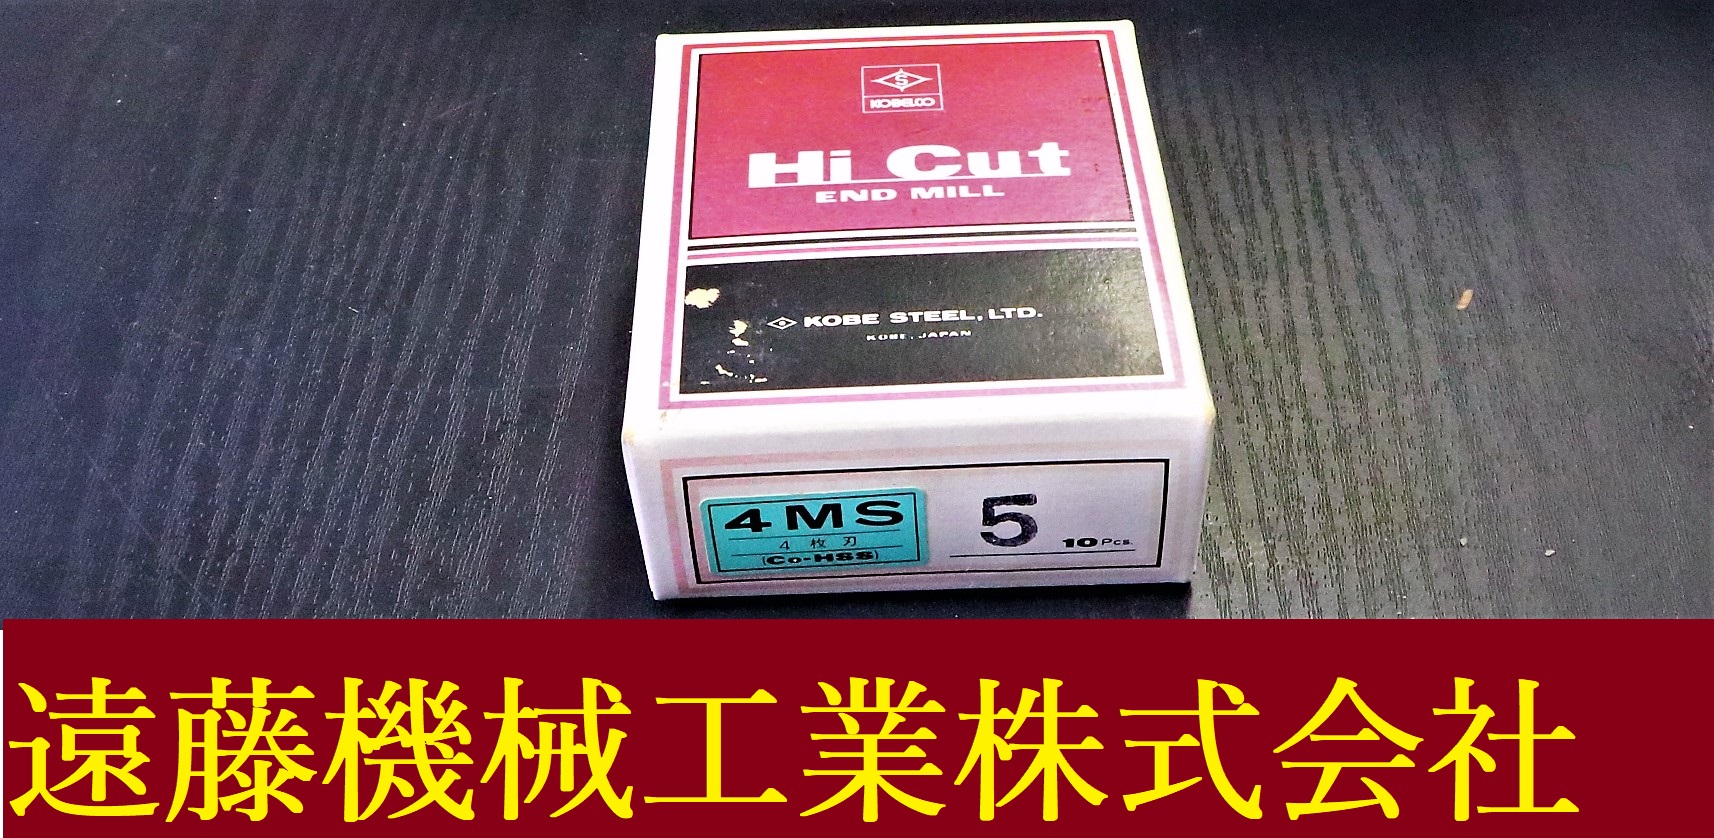 S
KOBELCO
Hi Cut
END MILL
KOBE STEEL, LTD.
KOBE, JAPAN
4MS
4枚刃
(Co-HSS)
5
10 Pcs.
遠藤機械工業株式会社